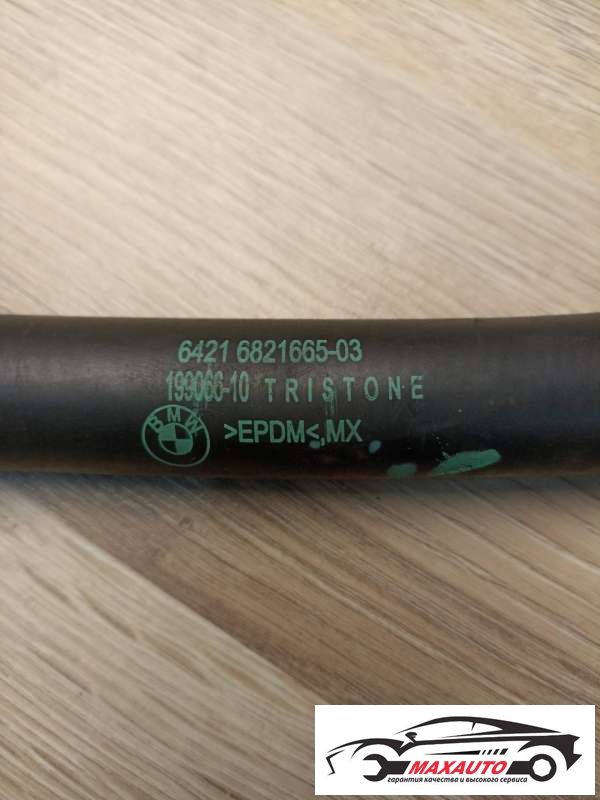 6421 6821665-03
199066-10 TRISTONE
BMW
>EPDM<,MX
MAXAUTO
гарантия качества и высокого сервиса